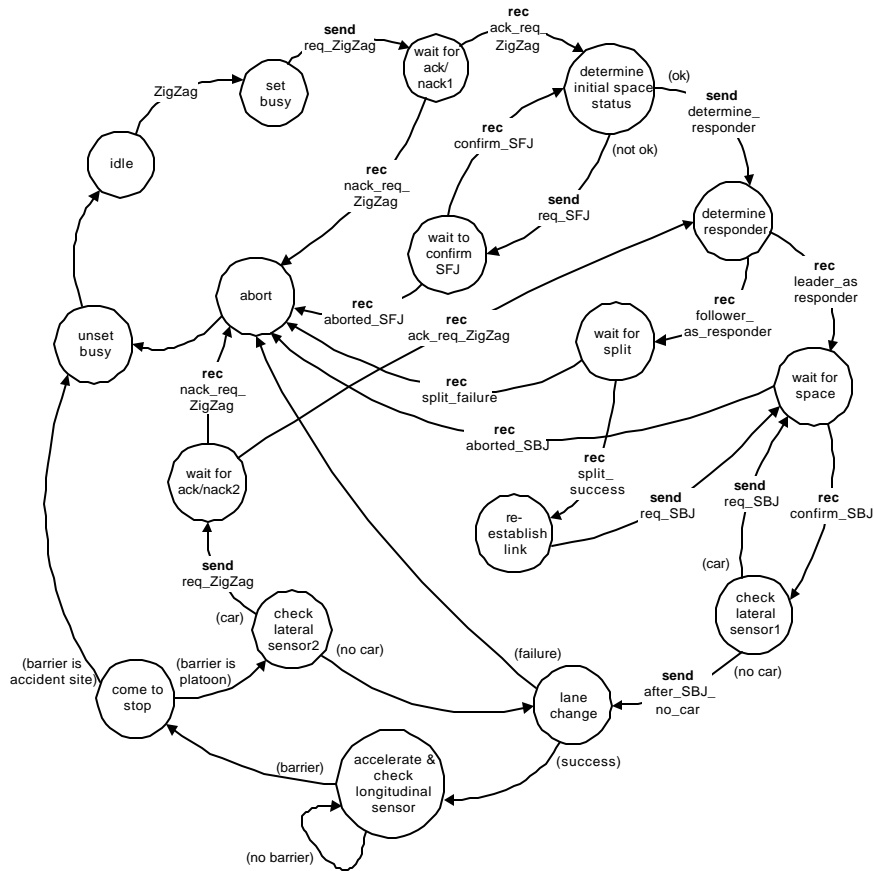 rec
ack_req_
ZigZag
send
req_ZigZag
wait for
ack/
nack1
determine
initial space
status
(ok)
ZigZag
set
busy
send
determine_
responder
rec
confirm_SFJ
(not ok)
idle
rec
nack_req_
ZigZag
send
req_SFJ
determine
responder
wait to
confirm
SFJ
rec
leader_as
responder
abort
rec
aborted_SFJ
rec
follower_
as_responder
rec
ack_req_ZigZag
unset
busy
wait for
split
rec
nack_req_
ZigZag
rec
split_failure
wait for
space
rec
aborted_SBJ
wait for
ack/nack2
rec
split_
success
send
req_SBJ
send
req_SBJ
rec
confirm_SBJ
re-
establish
link
send
req_ZigZag
(car)
(car)
check
lateral
sensor2
check
lateral
sensor1
(no car)
(barrier is
accident site)
(barrier is
platoon)
(failure)
(no car)
send
after_SBJ_
no_car
come to
stop
lane
change
(barrier)
accelerate &
check
longitudinal
sensor
(success)
(no barrier)